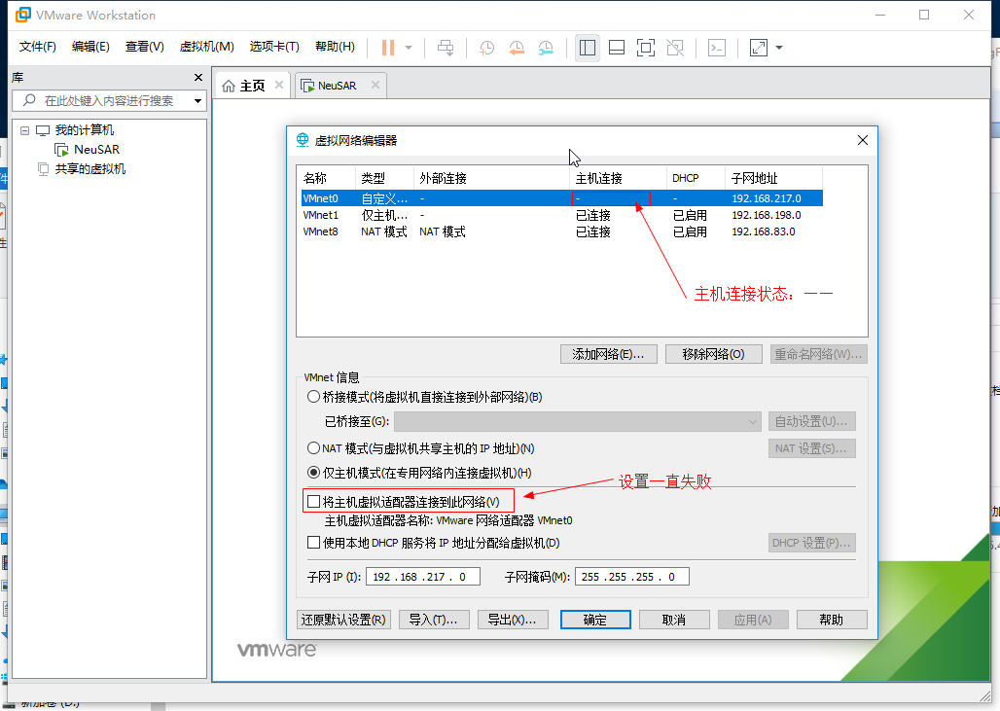 VMware Workstation
文件(F) 编辑(E) 查看(V) 虚拟机(M) 选项卡(T) 帮助(H)
库
在此处键入内容进行搜索
我的计算机
NeuSAR
共享的虚拟机
主页 NeuSAR
虚拟网络编辑器
名称 类型 外部连接 主机连接 DHCP 子网地址
VMnet0 自定义... - - - 192.168.217.0
VMnet1 仅主机... - 已连接 已启用 192.168.198.0
VMnet8 NAT 模式 NAT 模式 已连接 已启用 192.168.83.0
主机连接状态：——
添加网络(E)... 移除网络(O) 重命名网络(W)...
VMnet 信息
桥接模式(将虚拟机直接连接到外部网络)(B)
已桥接至(G): 自动设置(U)...
NAT 模式(与虚拟机共享主机的 IP 地址)(N) NAT 设置(S)...
仅主机模式(在专用网络内连接虚拟机)(H)
设置一直失败
将主机虚拟适配器连接到此网络(V)
主机虚拟适配器名称: VMware 网络适配器 VMnet0
使用本地 DHCP 服务将 IP 地址分配给虚拟机(D) DHCP 设置(P)...
子网 IP (I): 192 . 168 . 217 . 0 子网掩码(M): 255 . 255 . 255 . 0
还原默认设置(R) 导入(T)... 导出(X)... 确定 取消 应用(A) 帮助
vmware
新加卷 (D:)